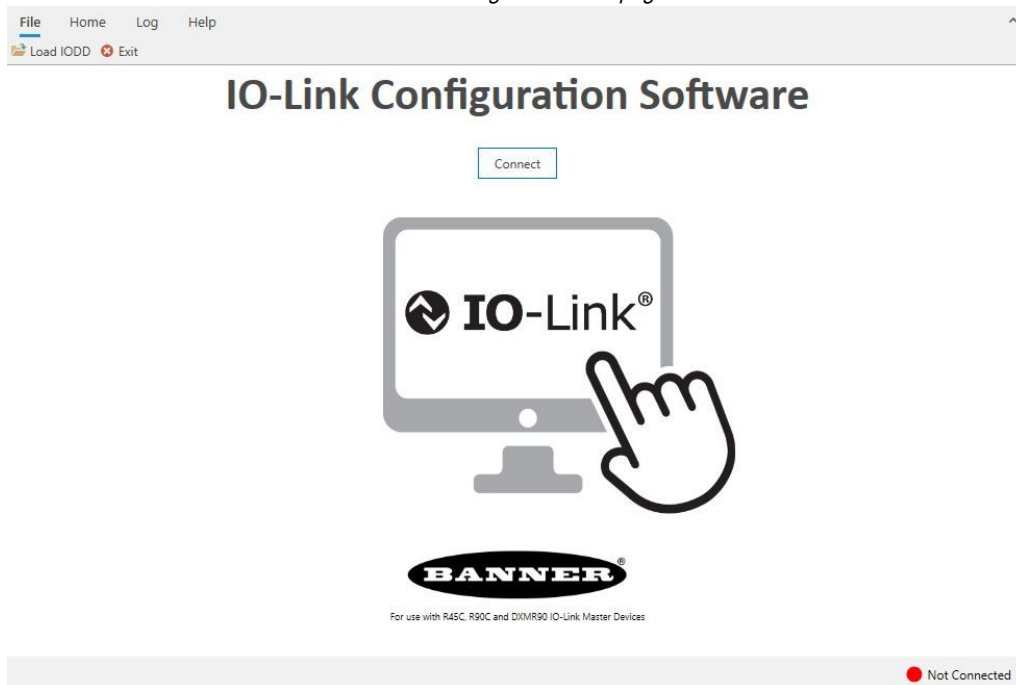 File Home Log Help
Load IODD Exit
IO-Link Configuration Software
Connect
IO-Link®
BANNER®
For use with R45C, R90C and DXMR90 IO-Link Master Devices
Not Connected